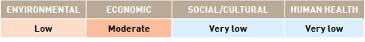 ENVIRONMENTAL ECONOMIC SOCIAL/CULTURAL HUMAN HEALTH
Low Moderate Very low Very low